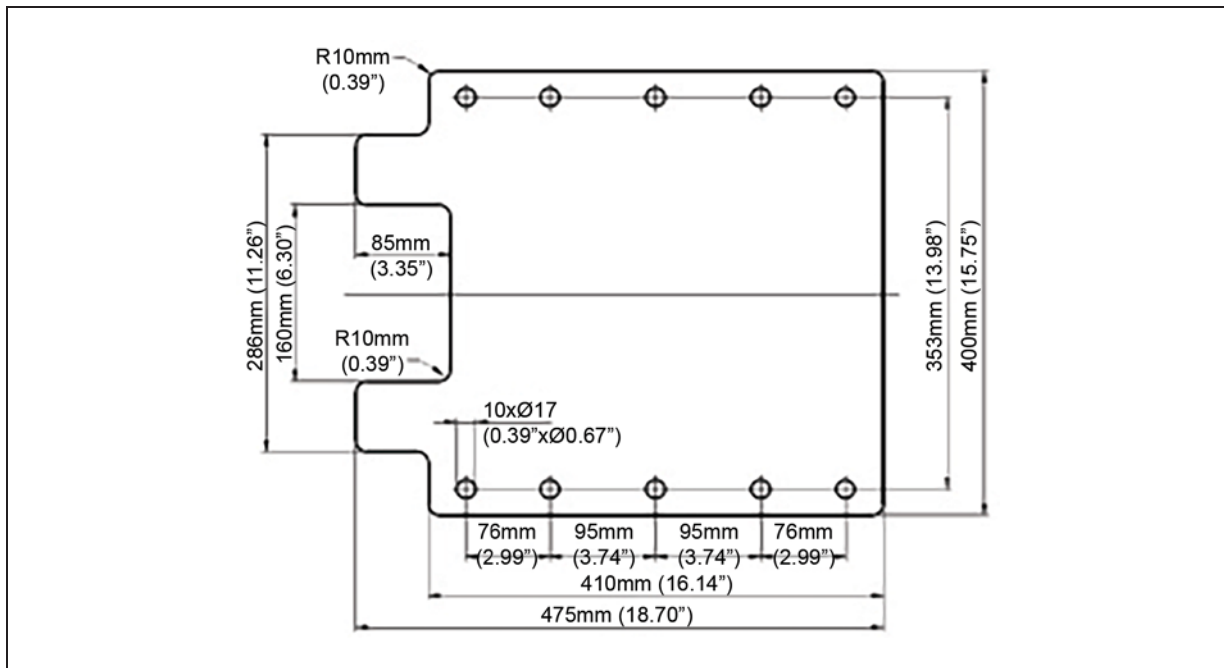 R10mm
(0.39”)
286mm (11.26”)
160mm (6.30”)
85mm
(3.35”)
353mm (13.98”)
400mm (15.75”)
R10mm
(0.39”)
10xØ17
(0.39”xØ0.67”)
76mm
(2.99”)
95mm
(3.74”)
95mm
(3.74”)
76mm
(2.99”)
410mm (16.14”)
475mm (18.70”)